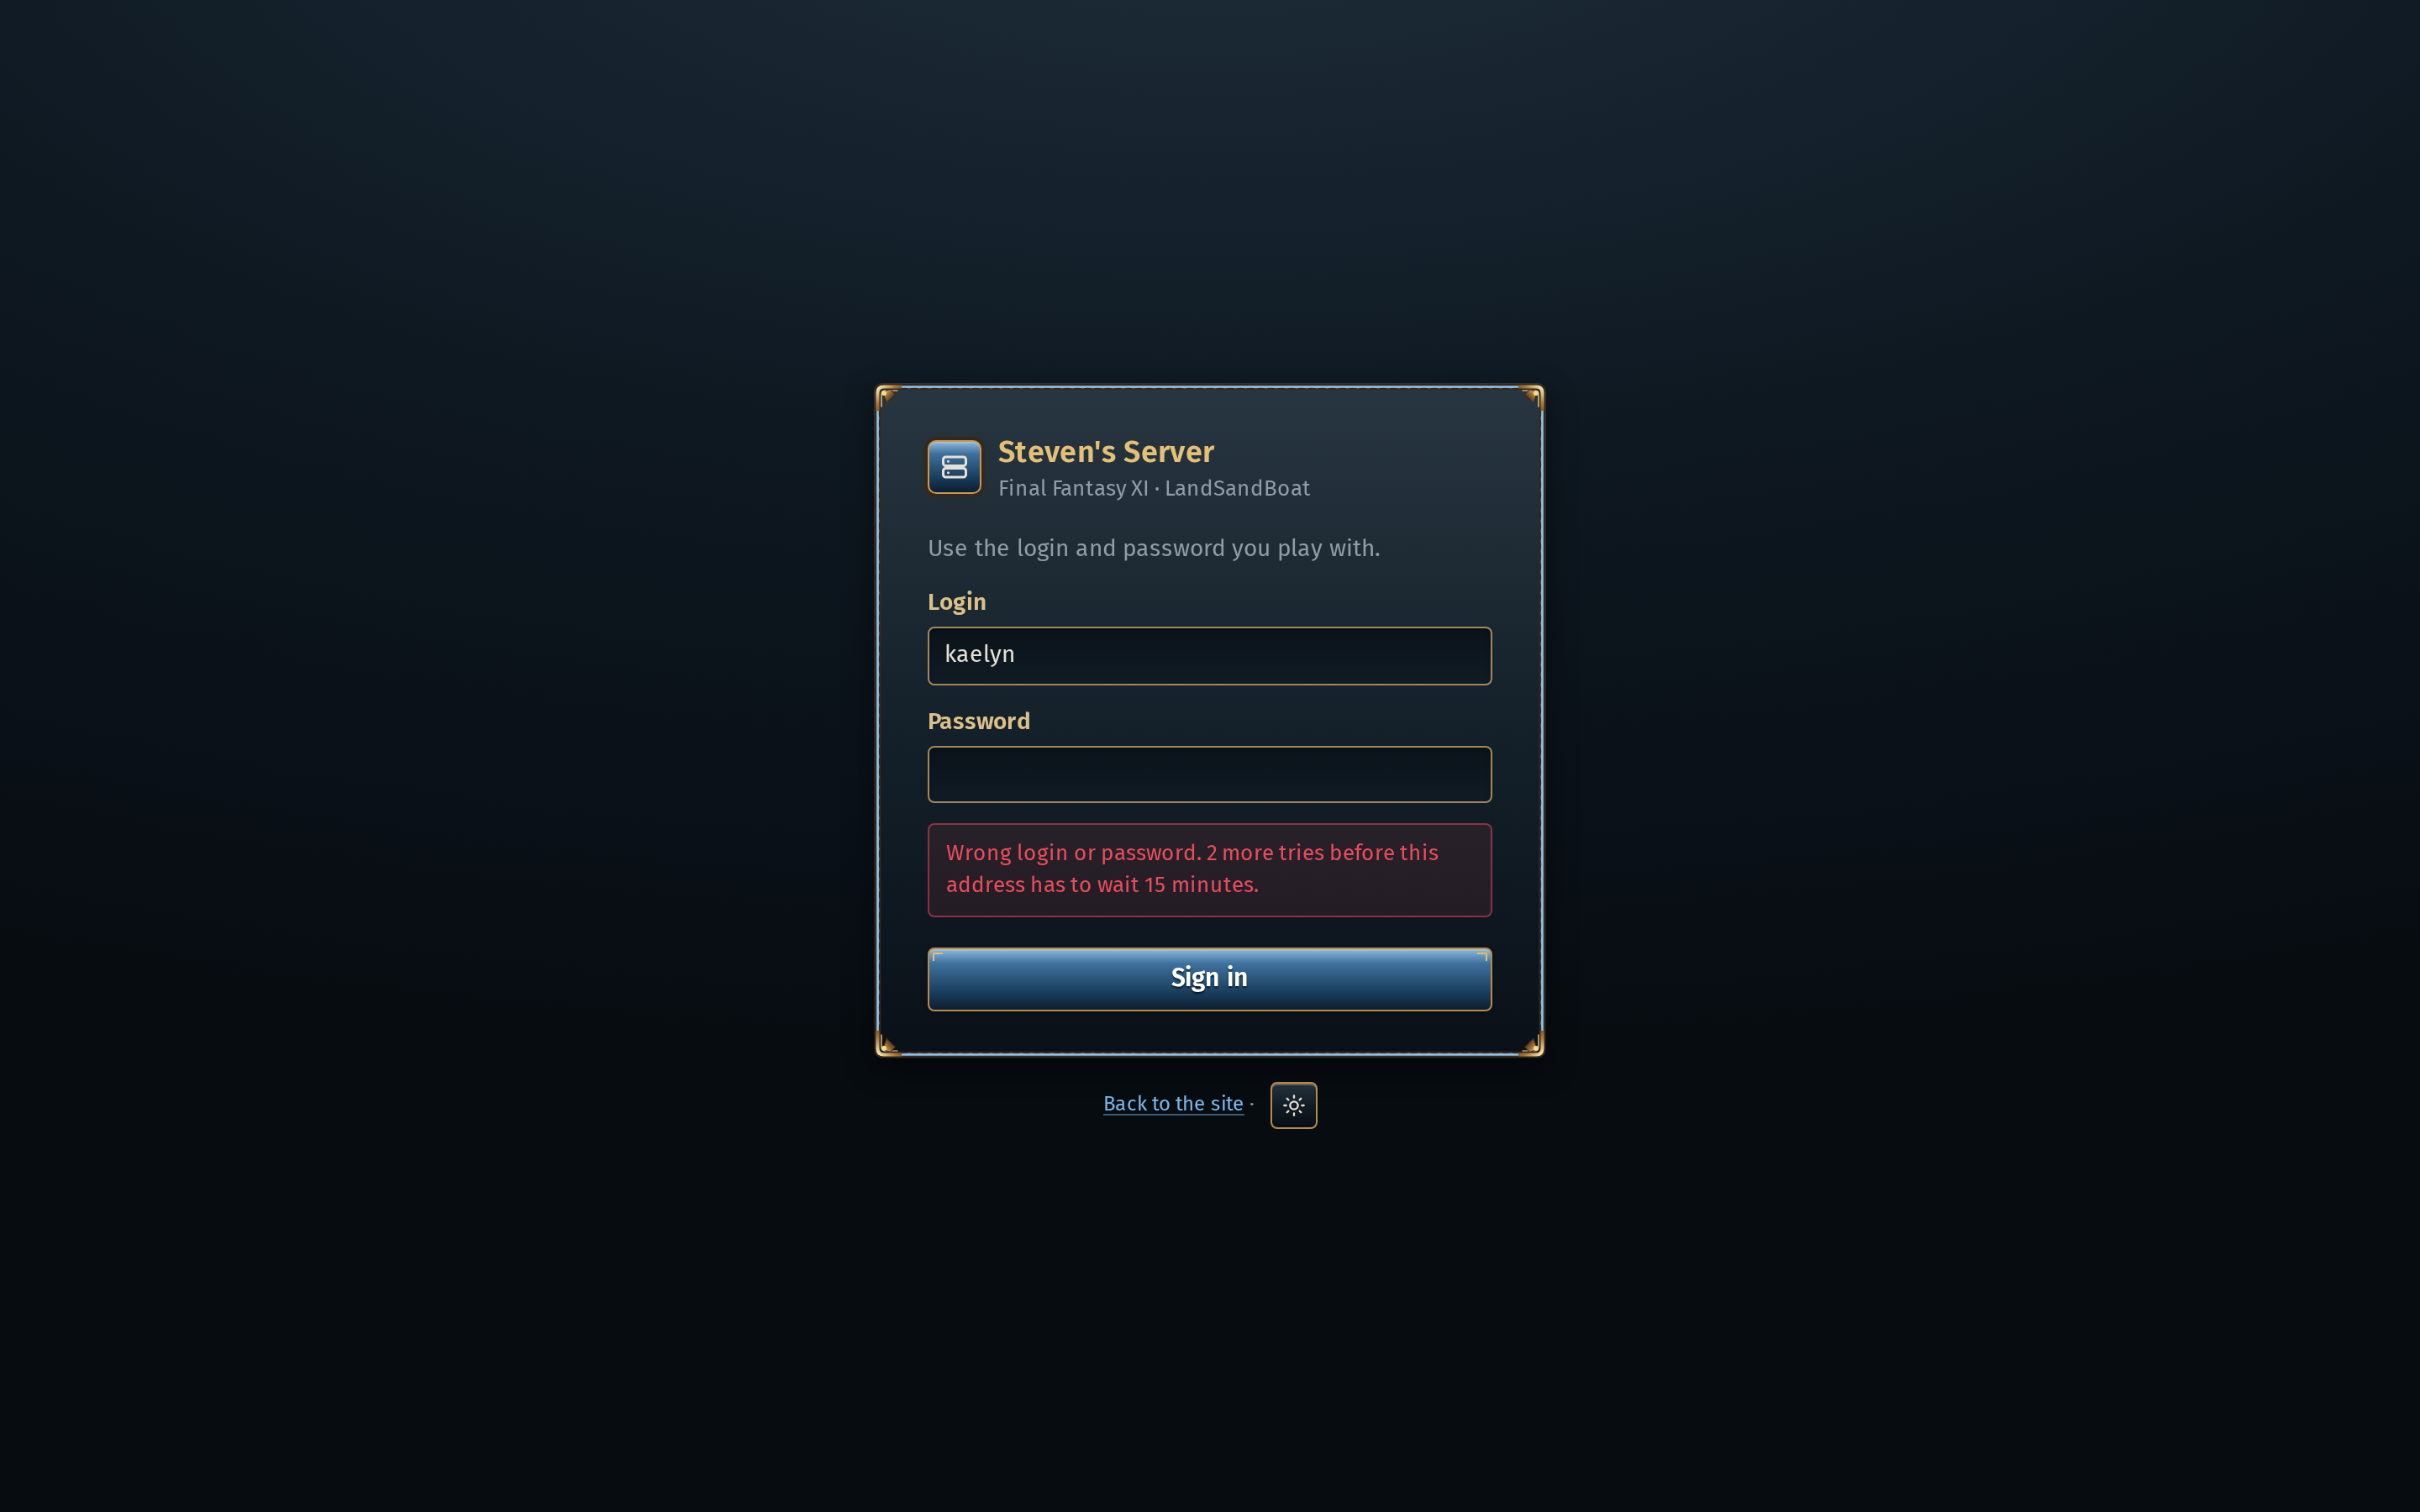 Steven's Server
Final Fantasy XI · LandSandBoat
Use the login and password you play with.
Login
kaelyn
Password
Wrong login or password. 2 more tries before this
address has to wait 15 minutes.
Sign in
Back to the site ·